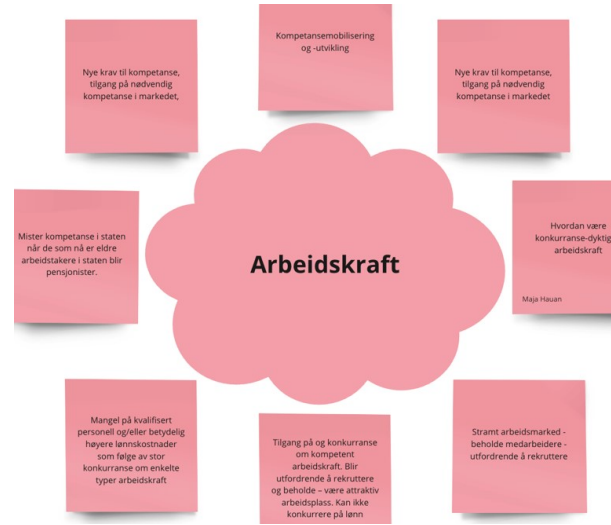 Nye krav til kompetanse,
tilgang på nødvendig
kompetanse i markedet,
Kompetansemobilisering
og -utvikling
Nye krav til kompetanse,
tilgang på nødvendig
kompetanse i markedet
Mister kompetanse i staten
når de som nå er eldre
arbeidstakere i staten blir
pensjonister.
Arbeidskraft
Hvordan være
konkurranse-dyktig
arbeidskraft
Maja Hauan
Mangel på kvalifisert
personell og/eller betydelig
høyere lønnskostnader
som følge av stor
konkurranse om enkelte
typer arbeidskraft
Tilgang på og konkurranse
om kompetent
arbeidskraft. Blir
utfordrende å rekruttere
og beholde – være attraktiv
arbeidsplass. Kan ikke
konkurrere på lønn
Stramt arbeidsmarked -
beholde medarbeidere -
utfordrende å rekruttere